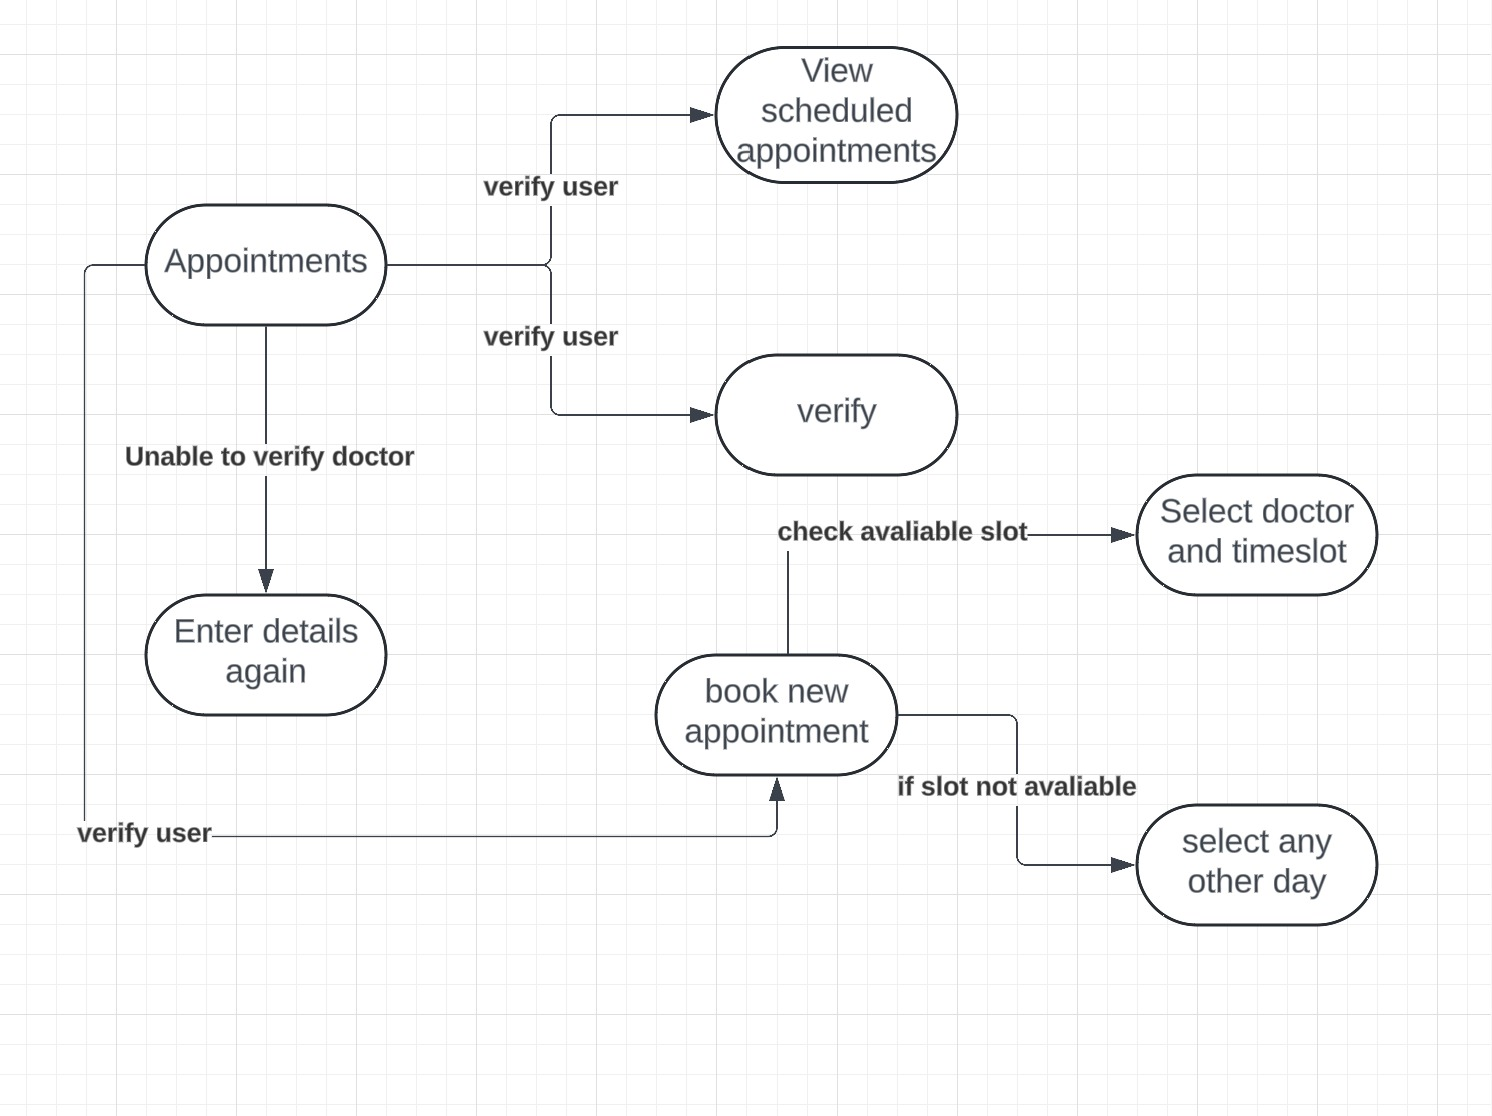 View
scheduled
appointments
verify user
Appointments
verify user
verify
Unable to verify doctor
Select doctor
and timeslot
check avaliable slot
Enter details
again
book new
appointment
if slot not avaliable
verify user
select any
other day